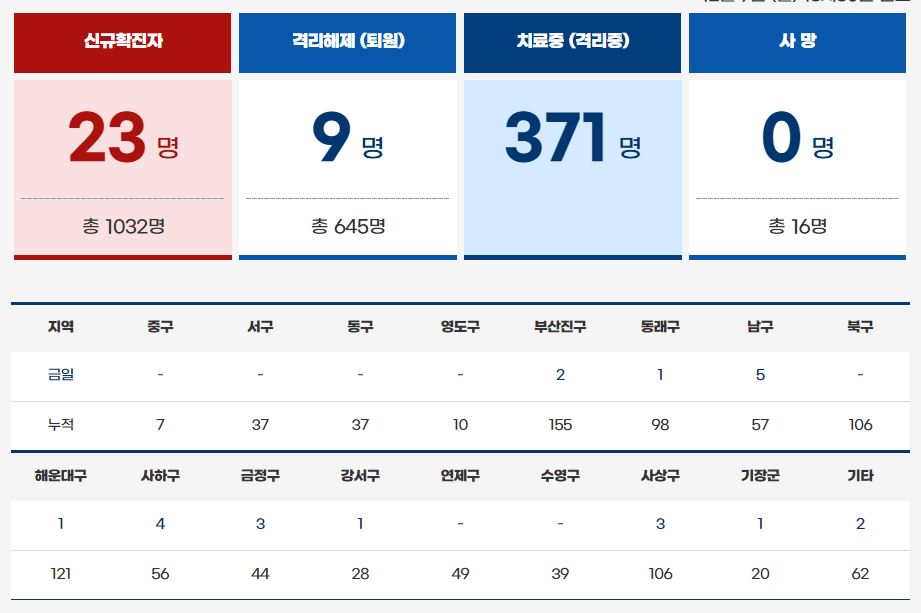 신규확진자 격리해제 (퇴원) 치료중 (격리중) 사 망
23 명 9 명 371 명 0 명
총 1032명 총 645명 총 16명
지역 중구 서구 동구 영도구 부산진구 동래구 남구 북구
금일 - - - - 2 1 5 -
누적 7 37 37 10 155 98 57 106
해운대구 사하구 금정구 강서구 연제구 수영구 사상구 기장군 기타
1 4 3 1 - - 3 1 2
121 56 44 28 49 39 106 20 62